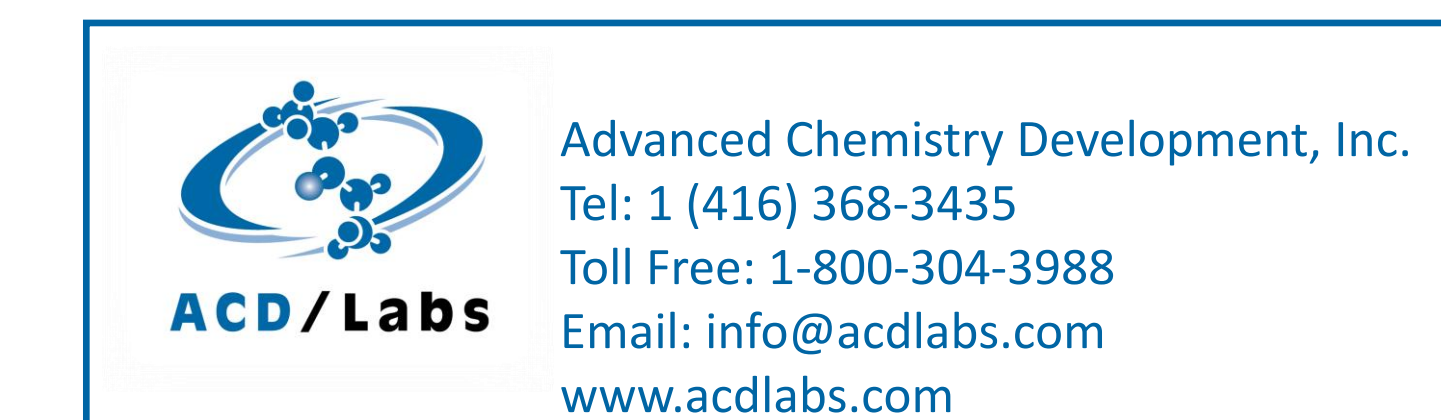 ACD/Labs
Advanced Chemistry Development, Inc.
Tel: 1 (416) 368-3435
Toll Free: 1-800-304-3988
Email: info@acdlabs.com
www.acdlabs.com